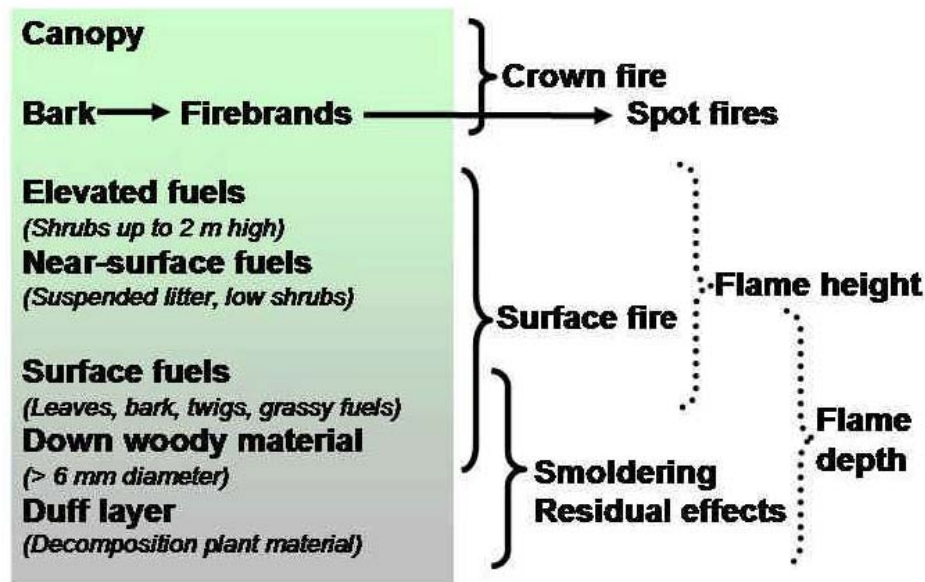 Canopy
Crown fire
Bark Firebrands Spot fires
Elevated fuels
(Shrubs up to 2 m high)
Near-surface fuels
(Suspended litter, low shrubs)
Flame height
Surface fire
Surface fuels
(Leaves, bark, twigs, grassy fuels)
Down woody material
(> 6 mm diameter)
Duff layer
(Decomposition plant material)
Smoldering
Residual effects
Flame
depth